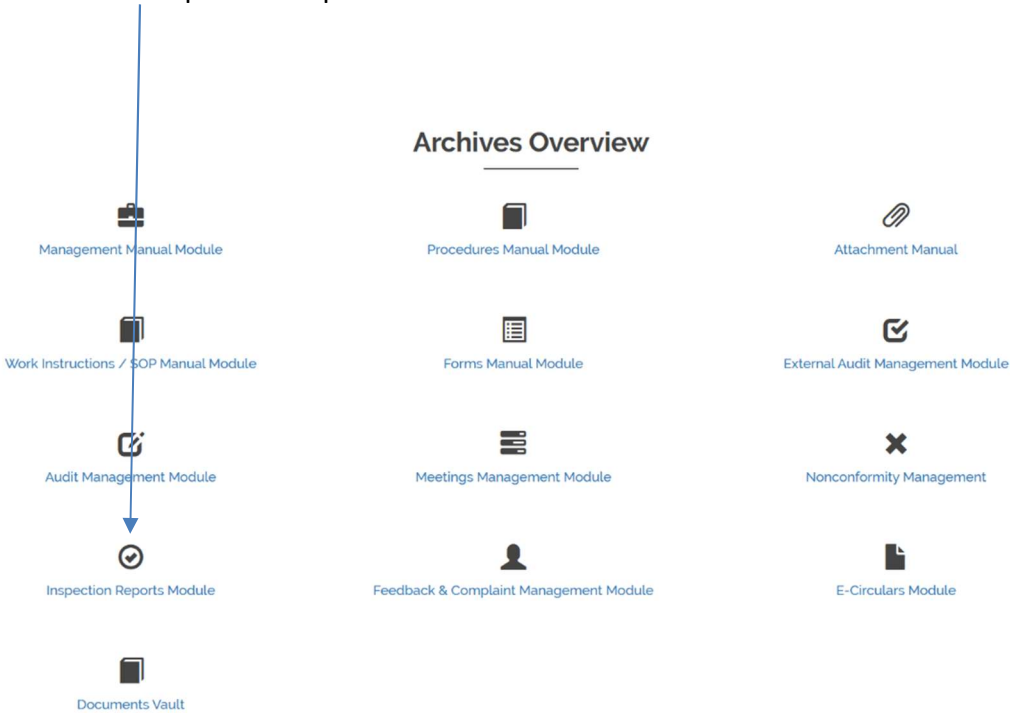 Archives Overview
Management Manual Module
Procedures Manual Module
Attachment Manual
Work Instructions / SOP Manual Module
Forms Manual Module
External Audit Management Module
Audit Management Module
Meetings Management Module
Nonconformity Management
Inspection Reports Module
Feedback & Complaint Management Module
E-Circulars Module
Documents Vault